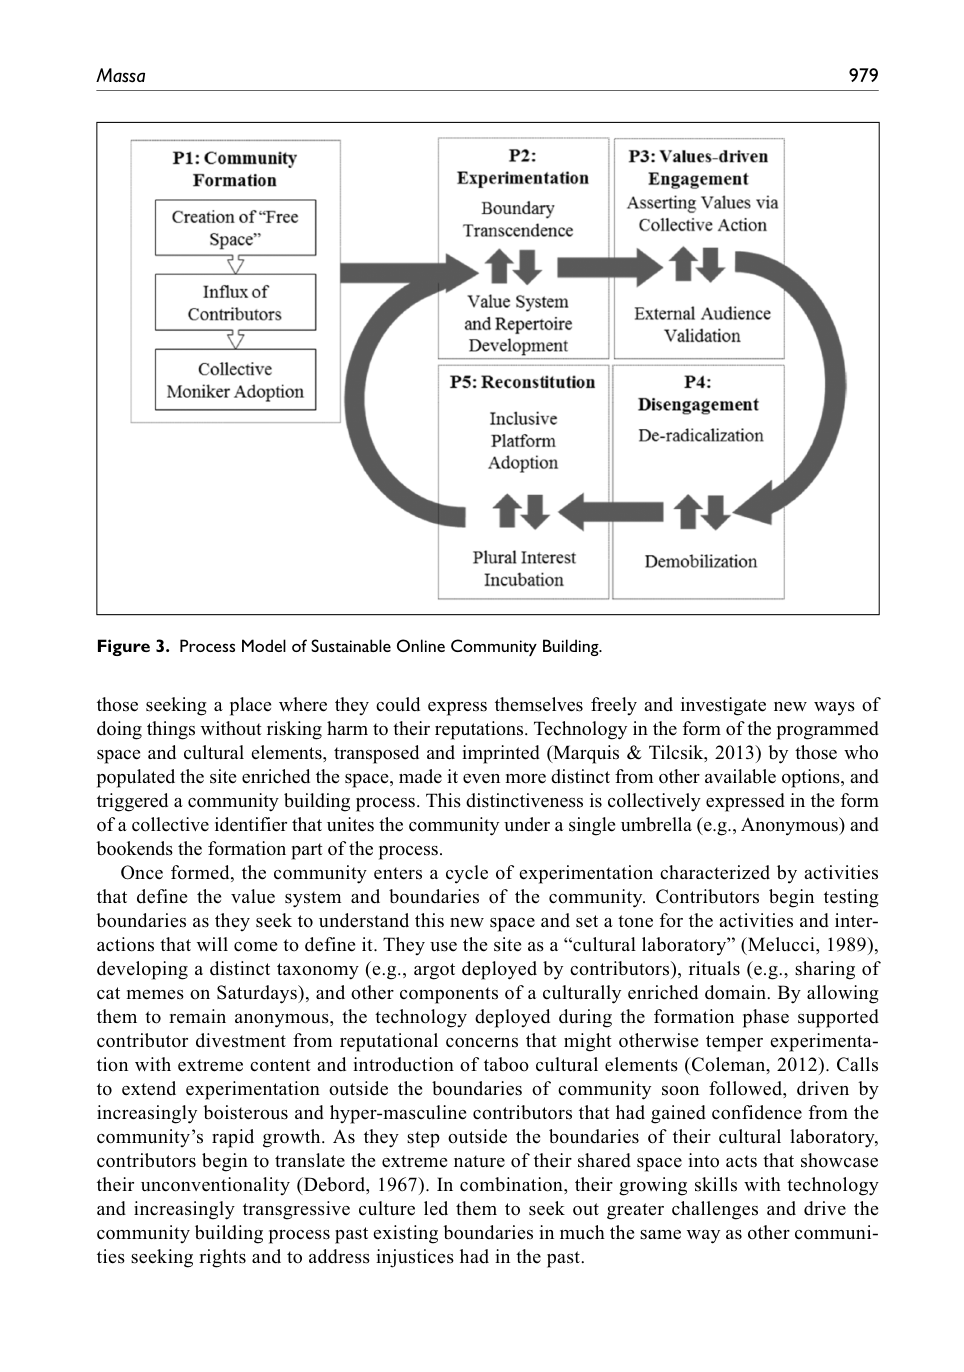 Massa 979
P1: Community
Formation
Creation of “Free
Space”
Influx of
Contributors
Collective
Moniker Adoption
P2:
Experimentation
Boundary
Transcendence
Value System
and Repertoire
Development
P3: Values-driven
Engagement
Asserting Values via
Collective Action
External Audience
Validation
P5: Reconstitution
Inclusive
Platform
Adoption
Plural Interest
Incubation
P4:
Disengagement
De-radicalization
Demobilization
Figure 3. Process Model of Sustainable Online Community Building.
those seeking a place where they could express themselves freely and investigate new ways of
doing things without risking harm to their reputations. Technology in the form of the programmed
space and cultural elements, transposed and imprinted (Marquis & Tilcsik, 2013) by those who
populated the site enriched the space, made it even more distinct from other available options, and
triggered a community building process. This distinctiveness is collectively expressed in the form
of a collective identifier that unites the community under a single umbrella (e.g., Anonymous) and
bookends the formation part of the process.
Once formed, the community enters a cycle of experimentation characterized by activities
that define the value system and boundaries of the community. Contributors begin testing
boundaries as they seek to understand this new space and set a tone for the activities and inter-
actions that will come to define it. They use the site as a “cultural laboratory” (Melucci, 1989),
developing a distinct taxonomy (e.g., argot deployed by contributors), rituals (e.g., sharing of
cat memes on Saturdays), and other components of a culturally enriched domain. By allowing
them to remain anonymous, the technology deployed during the formation phase supported
contributor divestment from reputational concerns that might otherwise temper experimenta-
tion with extreme content and introduction of taboo cultural elements (Coleman, 2012). Calls
to extend experimentation outside the boundaries of community soon followed, driven by
increasingly boisterous and hyper-masculine contributors that had gained confidence from the
community’s rapid growth. As they step outside the boundaries of their cultural laboratory,
contributors begin to translate the extreme nature of their shared space into acts that showcase
their unconventionality (Debord, 1967). In combination, their growing skills with technology
and increasingly transgressive culture led them to seek out greater challenges and drive the
community building process past existing boundaries in much the same way as other communi-
ties seeking rights and to address injustices had in the past.